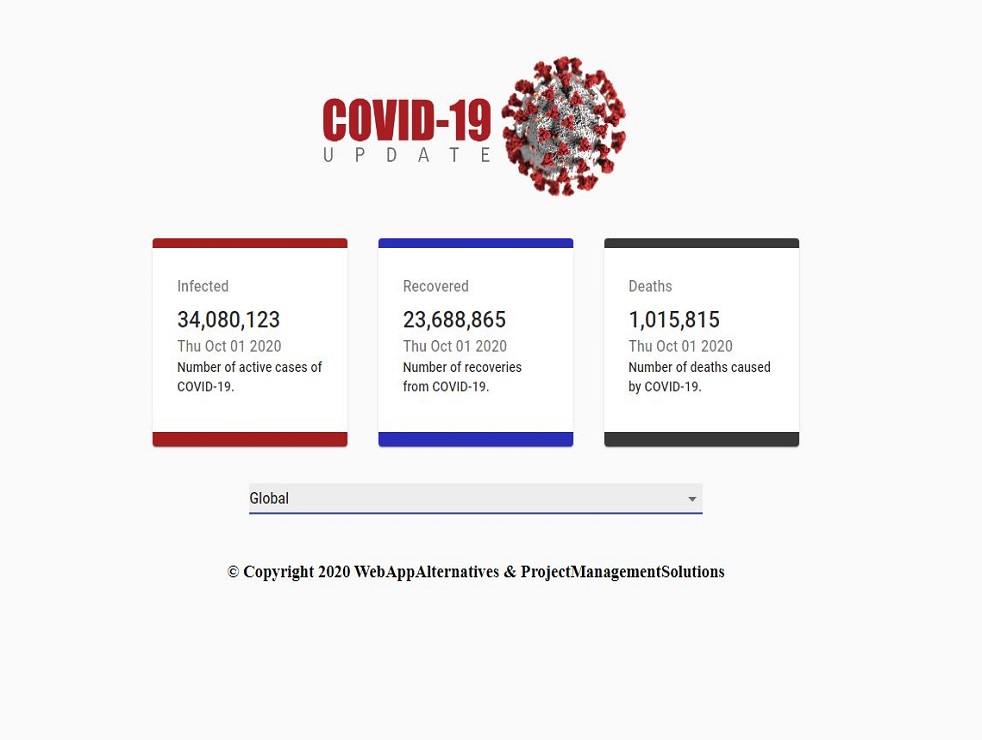 COVID-19
UPDATE
Infected
34,080,123
Thu Oct 01 2020
Number of active cases of
COVID-19.
Recovered
23,688,865
Thu Oct 01 2020
Number of recoveries
from COVID-19.
Deaths
1,015,815
Thu Oct 01 2020
Number of deaths caused
by COVID-19.
Global
© Copyright 2020 WebAppAlternatives & ProjectManagementSolutions